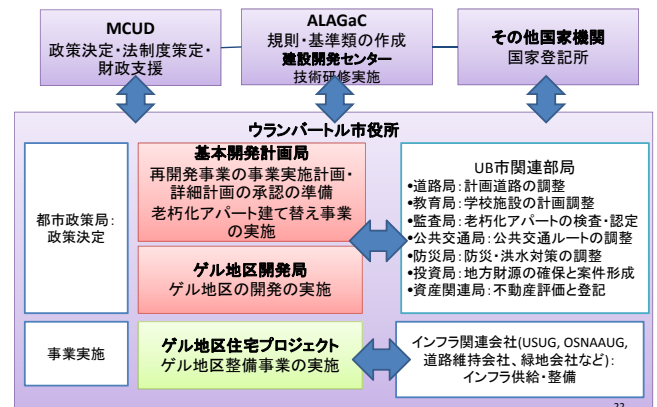 MCUD
政策決定・法制度策定・
財政支援
ALAGaC
規則・基準類の作成
建設開発センター
技術研修実施
その他国家機関
国家登記所
ウランバートル市役所
都市政策局:
政策決定
基本開発計画局
再開発事業の事業実施計画・
詳細計画の承認の準備
老朽化アパート建て替え事業
の実施
ゲル地区開発局
ゲル地区の開発の実施
UB市関連部局
•道路局:計画道路の調整
•教育局:学校施設の計画調整
•監査局:老朽化アパートの検査・認定
•公共交通局:公共交通ルートの調整
•防災局:防災・洪水対策の調整
•投資局:地方財源の確保と案件形成
•資産関連局:不動産評価と登記
事業実施
ゲル地区住宅プロジェクト
ゲル地区整備事業の実施
インフラ関連会社(USUG, OSNAAUG,
道路維持会社、緑地会社など):
インフラ供給・整備
22